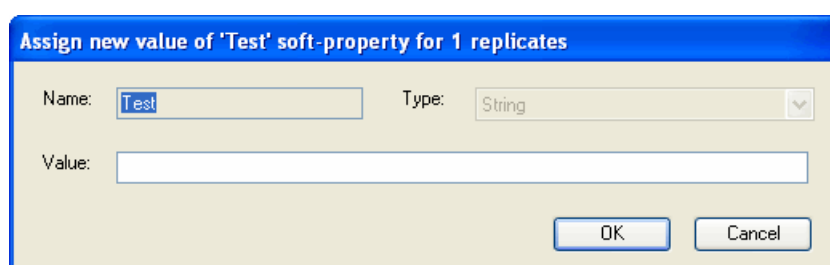 Assign new value of 'Test' soft-property for 1 replicates
Name: Test Type: String
Value:
OK Cancel